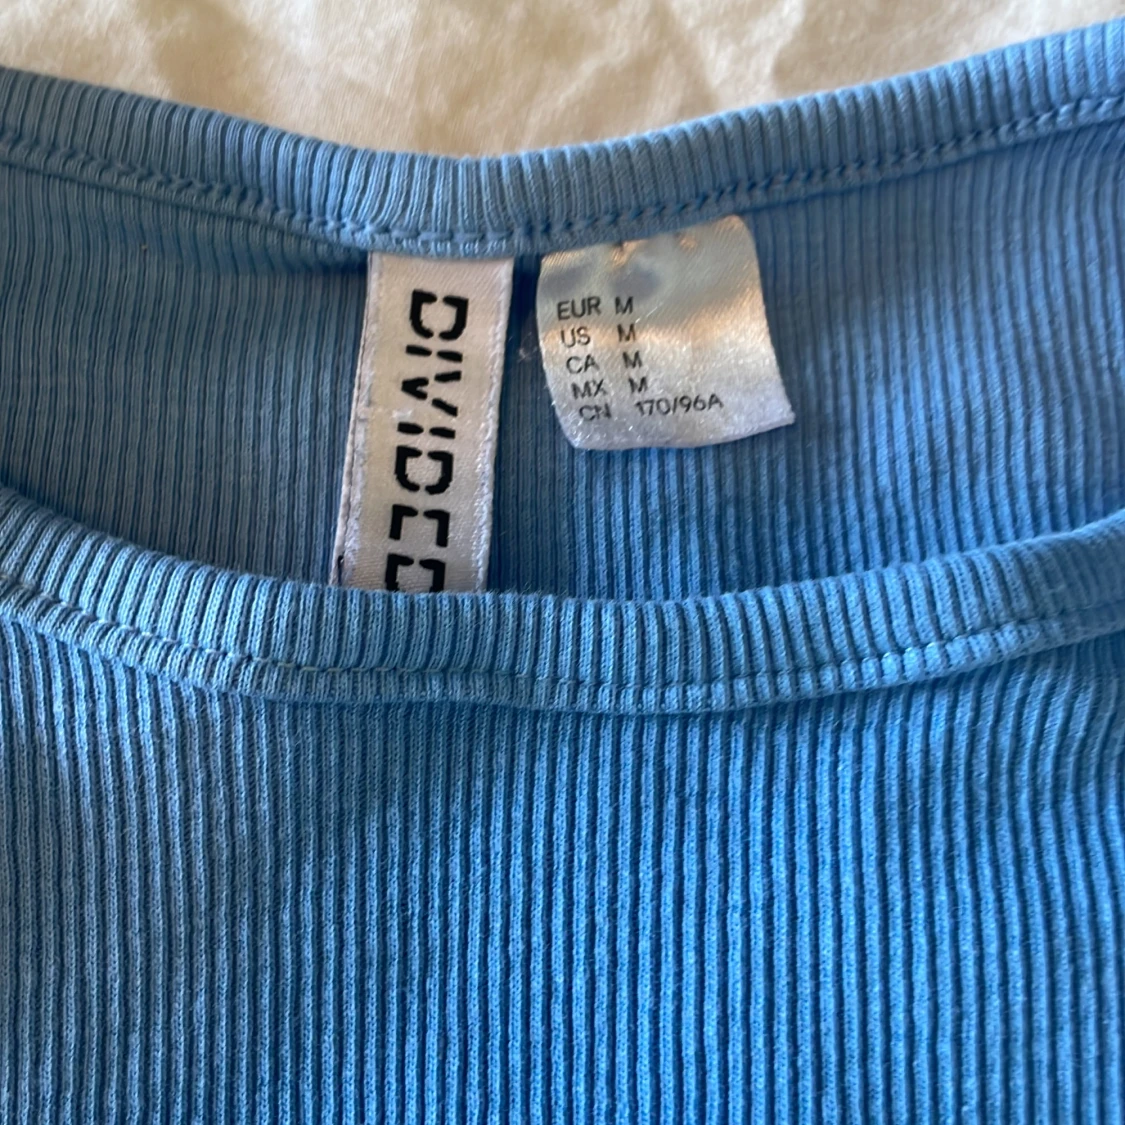 DIVIDED
EUR M
US M
CA M
MX M
CN 170/96A